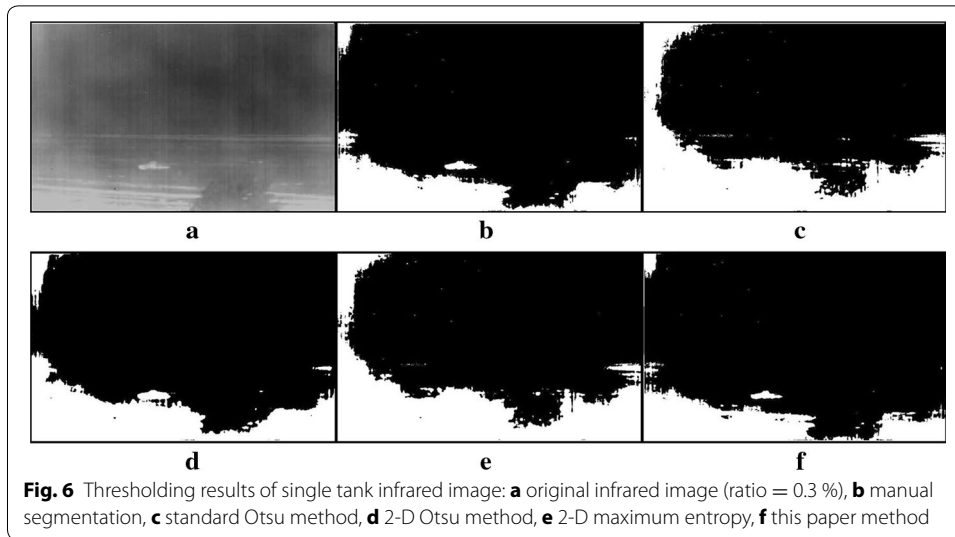 a
b
c
d
e
f
Fig. 6 Thresholding results of single tank infrared image: a original infrared image (ratio = 0.3 %), b manual
segmentation, c standard Otsu method, d 2-D Otsu method, e 2-D maximum entropy, f this paper method